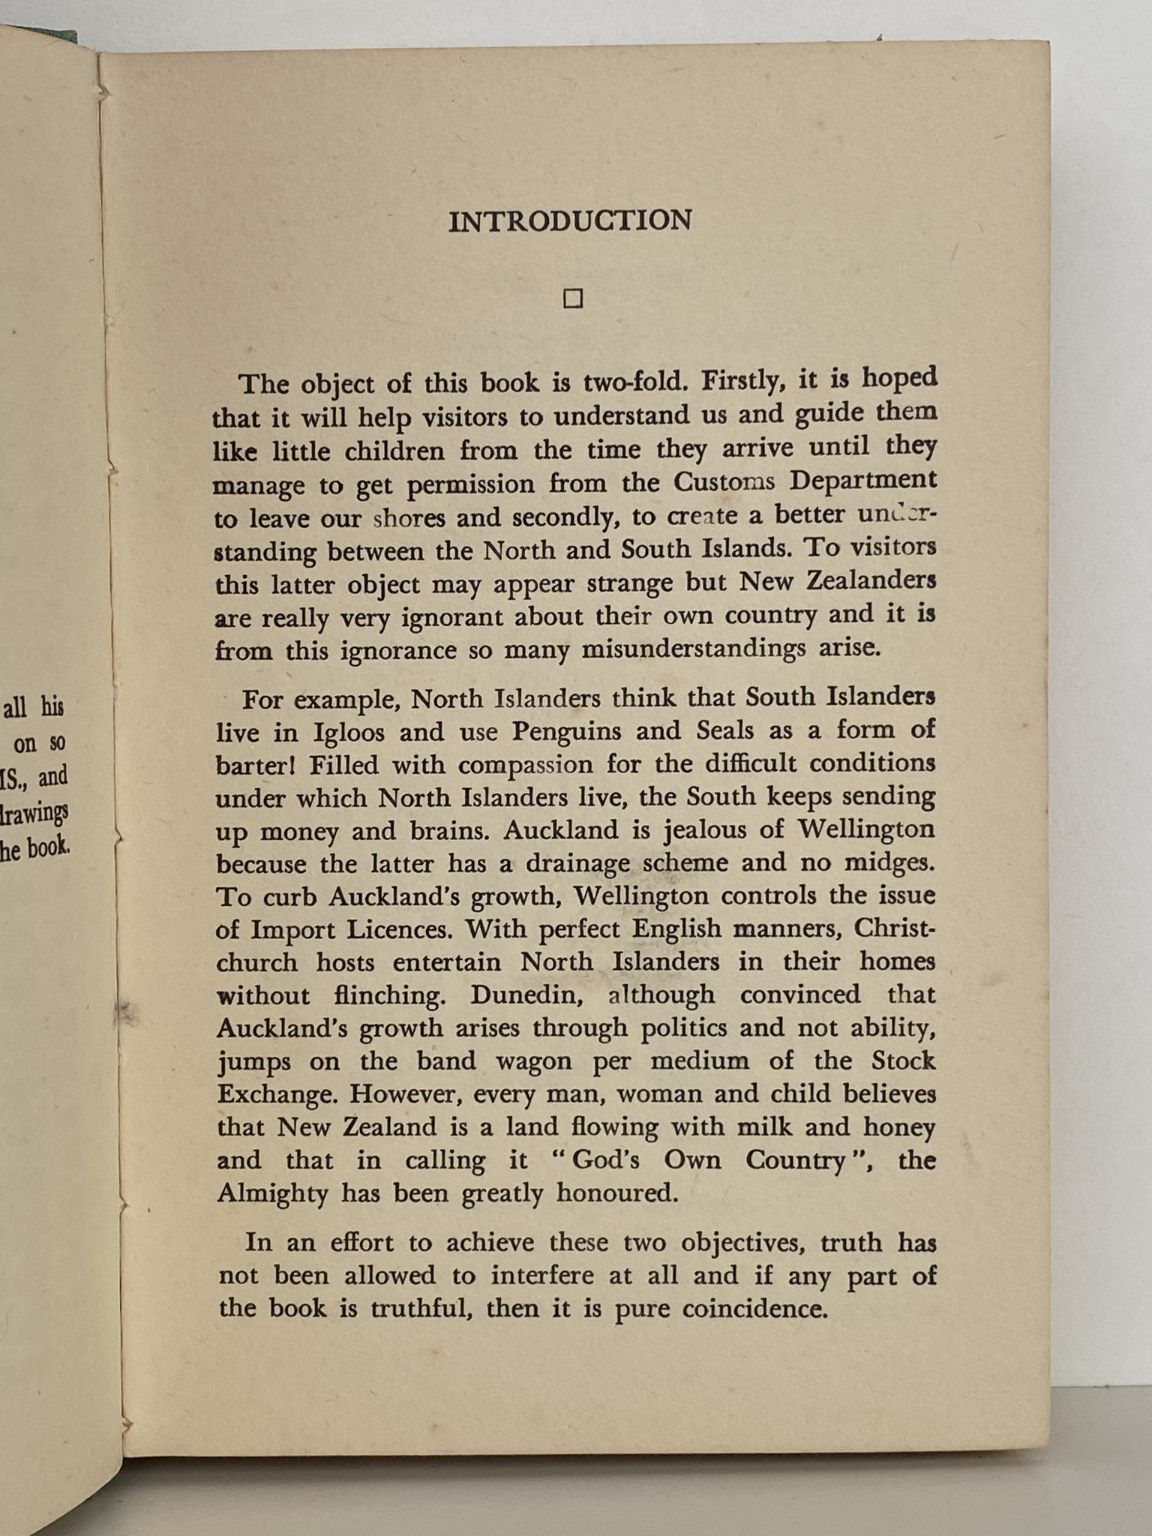 all his
on so
IS., and
drawings
he book.
INTRODUCTION
The object of this book is two-fold. Firstly, it is hoped
that it will help visitors to understand us and guide them
like little children from the time they arrive until they
manage to get permission from the Customs Department
to leave our shores and secondly, to create a better under-
standing between the North and South Islands. To visitors
this latter object may appear strange but New Zealanders
are really very ignorant about their own country and it is
from this ignorance so many misunderstandings arise.
For example, North Islanders think that South Islanders
live in Igloos and use Penguins and Seals as a form of
barter! Filled with compassion for the difficult conditions
under which North Islanders live, the South keeps sending
up money and brains. Auckland is jealous of Wellington
because the latter has a drainage scheme and no midges.
To curb Auckland's growth, Wellington controls the issue
of Import Licences. With perfect English manners, Christ-
church hosts entertain North Islanders in their homes
without flinching. Dunedin, although convinced that
Auckland's growth arises through politics and not ability,
jumps on the band wagon per medium of the Stock
Exchange. However, every man, woman and child believes
that New Zealand is a land flowing with milk and honey
and that in calling it “God's Own Country”, the
Almighty has been greatly honoured.
In an effort to achieve these two objectives, truth has
not been allowed to interfere at all and if any part of
the book is truthful, then it is pure coincidence.